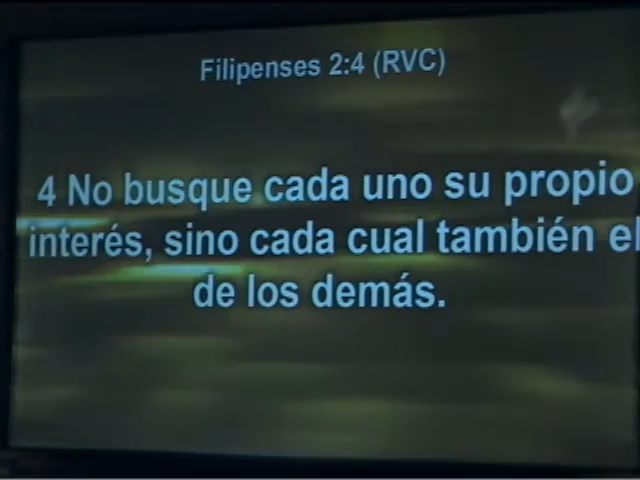 Filipenses 2:4 (RVC)
4 No busque cada uno su propio
interés, sino cada cual también el
de los demás.